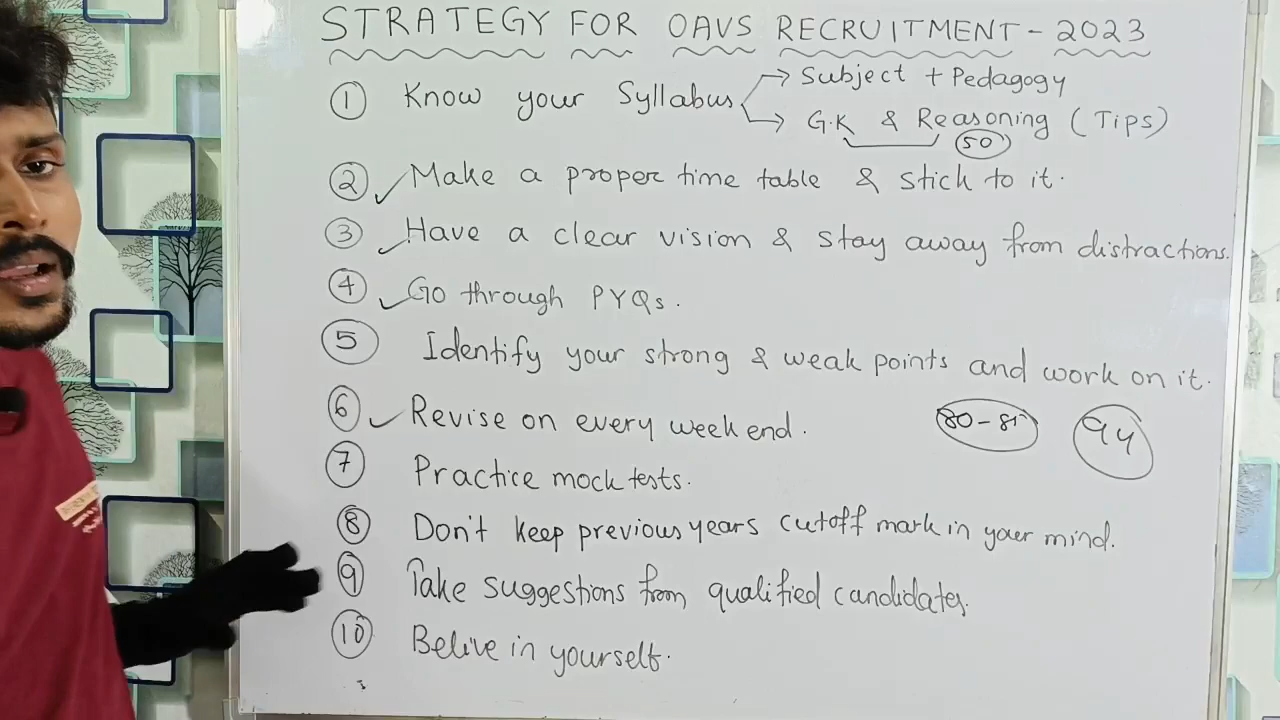 STRATEGY FOR OAVS RECRUITMENT - 2023
① Know your Syllabus → Subject + Pedagogy
→ G.K & Reasoning (Tips)
50
② ✓ Make a proper time table & stick to it.
③ ✓ Have a clear vision & stay away from distractions.
④ ✓ Go through PYQs.
⑤ Identify your strong & weak points and work on it.
⑥ ✓ Revise on every week end.
80-85 94
⑦ Practice mock tests.
⑧ Don't keep previous years cutoff mark in your mind.
⑨ Take suggestions from qualified candidates.
⑩ Belive in yourself.